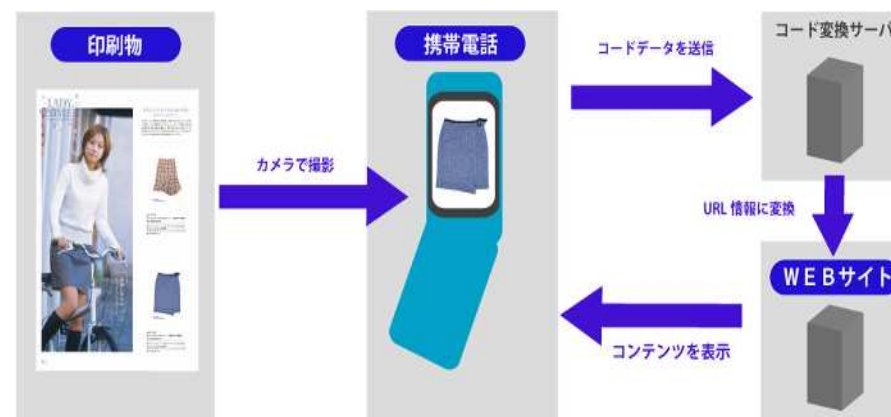 印刷物
LADY
カメラで撮影
携帯電話
コードデータを送信
コード変換サーバ
URL 情報に変換
WEBサイト
コンテンツを表示